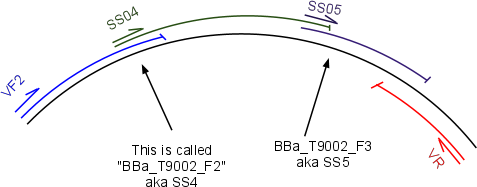 VF2
SS04
SS05
VR
This is called
"BBa_T9002_F2"
aka SS4
BBa_T9002_F3
aka SS5